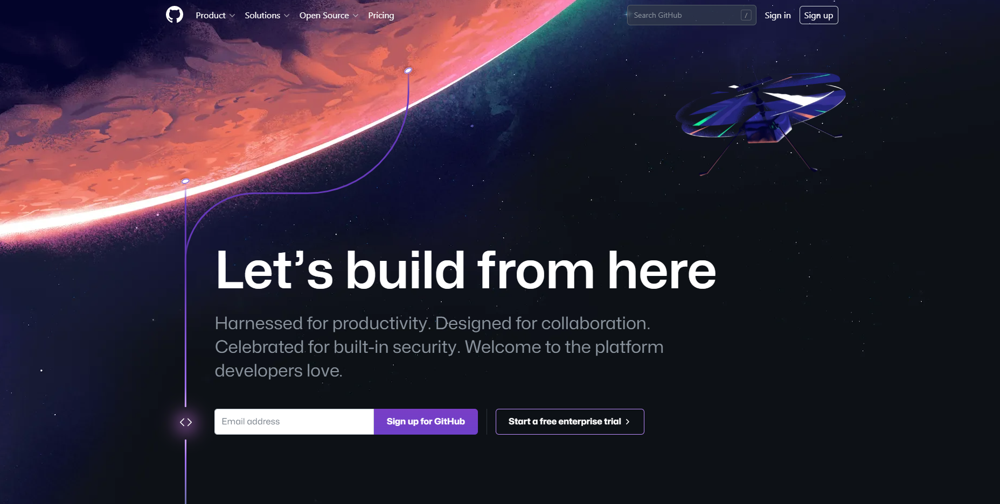 Product
Solutions
Open Source
Pricing
Search GitHub
/
Sign in
Sign up
Let’s build from here
Harnessed for productivity. Designed for collaboration.
Celebrated for built-in security. Welcome to the platform
developers love.
Email address
Sign up for GitHub
Start a free enterprise trial